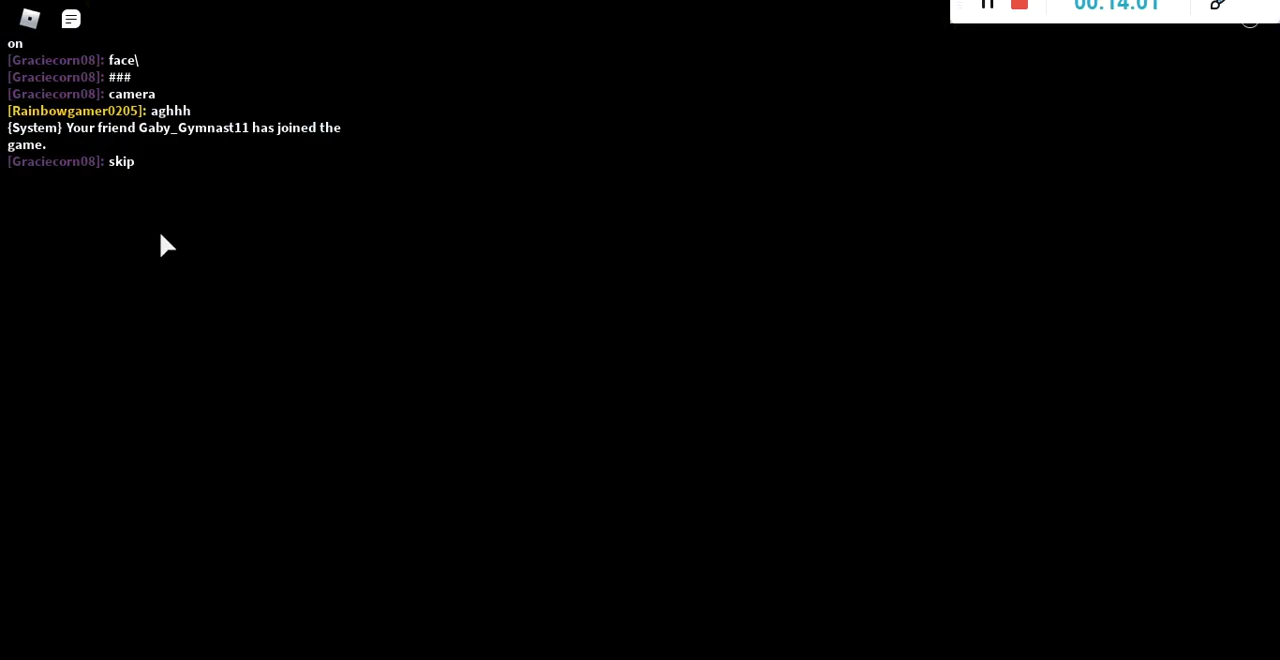 00:14:01
on
[Graciecorn08]: face\
[Graciecorn08]: ###
[Graciecorn08]: camera
[Rainbowgamer0205]: aghhh
{System} Your friend Gaby_Gymnast11 has joined the
game.
[Graciecorn08]: skip